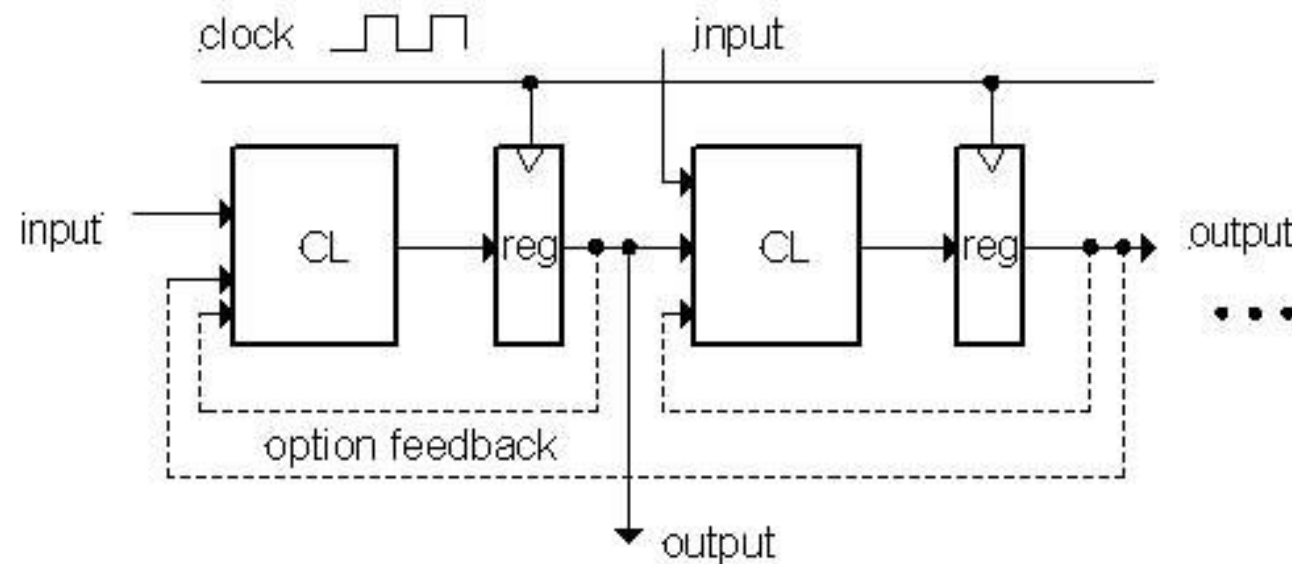 clock
input
input
CL
reg
CL
reg
output
option feedback
output